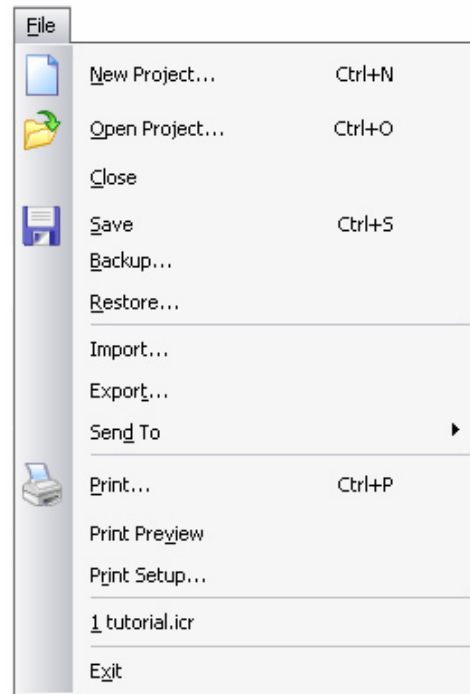 File
New Project... Ctrl+N
Open Project... Ctrl+O
Close
Save Ctrl+S
Backup...
Restore...
Import...
Export...
Send To
Print... Ctrl+P
Print Preview
Print Setup...
1 tutorial.icr
Exit